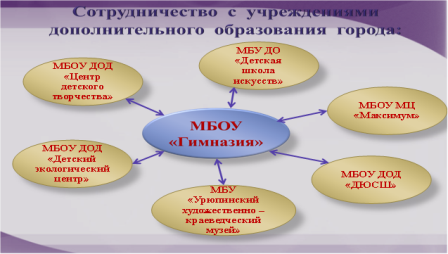 Сотрудничество с учреждениями
дополнительного образования города:
МБОУ ДОД
«Центр
детского
творчества»
МБУ ДО
«Детская
школа
искусств»
МБОУ МЦ
«Максимум»
МБОУ
«Гимназия»
МБОУ ДОД
«Детский
экологический
центр»
МБУ
«Урюпинский
художественно –
краеведческий
музей»
МБОУ ДОД
«ДЮСШ»